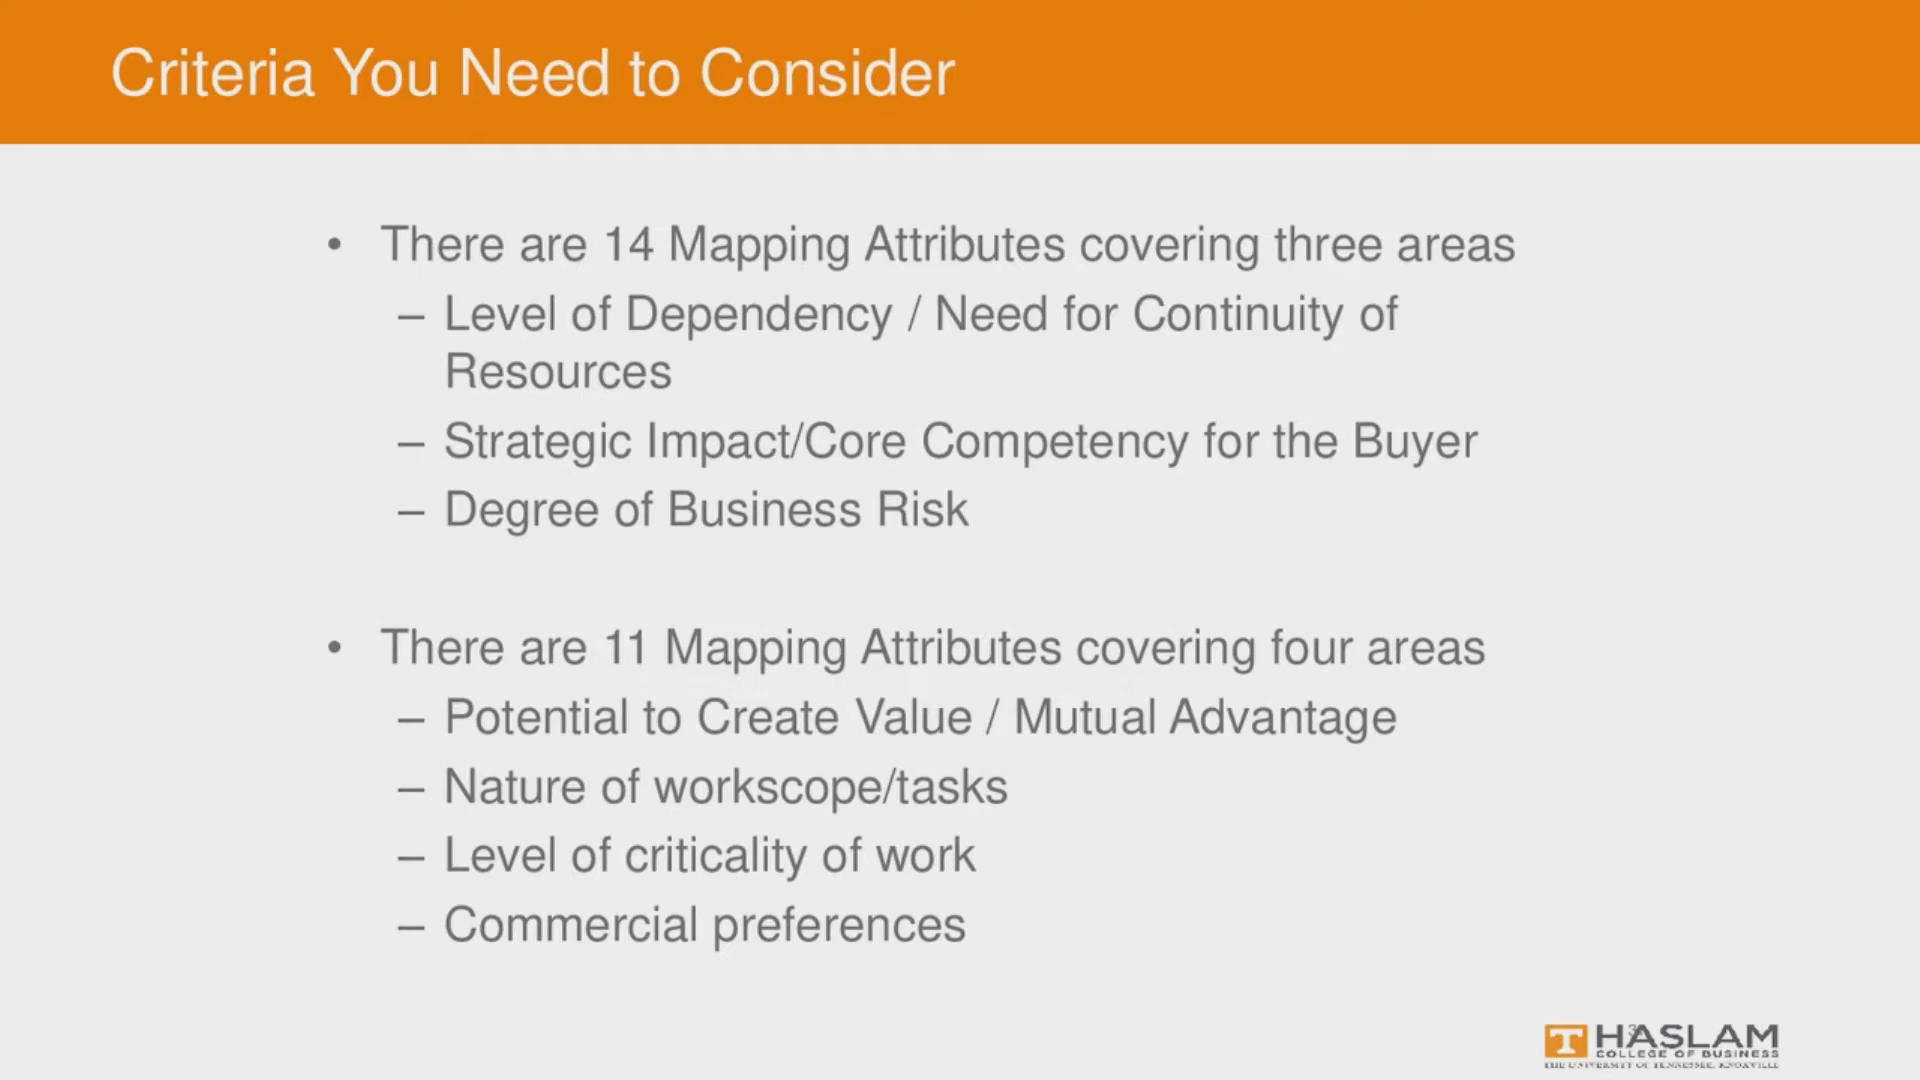 Criteria You Need to Consider
• There are 14 Mapping Attributes covering three areas
– Level of Dependency / Need for Continuity of
Resources
– Strategic Impact/Core Competency for the Buyer
– Degree of Business Risk
• There are 11 Mapping Attributes covering four areas
– Potential to Create Value / Mutual Advantage
– Nature of workscope/tasks
– Level of criticality of work
– Commercial preferences
T HASLAM
COLLEGE OF BUSINESS
THE UNIVERSITY OF TENNESSEE, KNOXVILLE